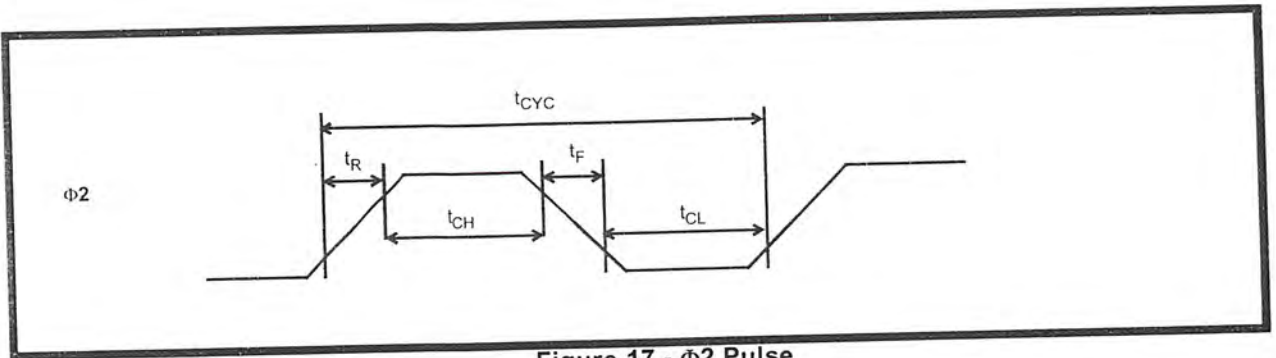 tCYC
tR
tF
Φ2
tCH
tCL
Figure 17 - Φ2 Pulse